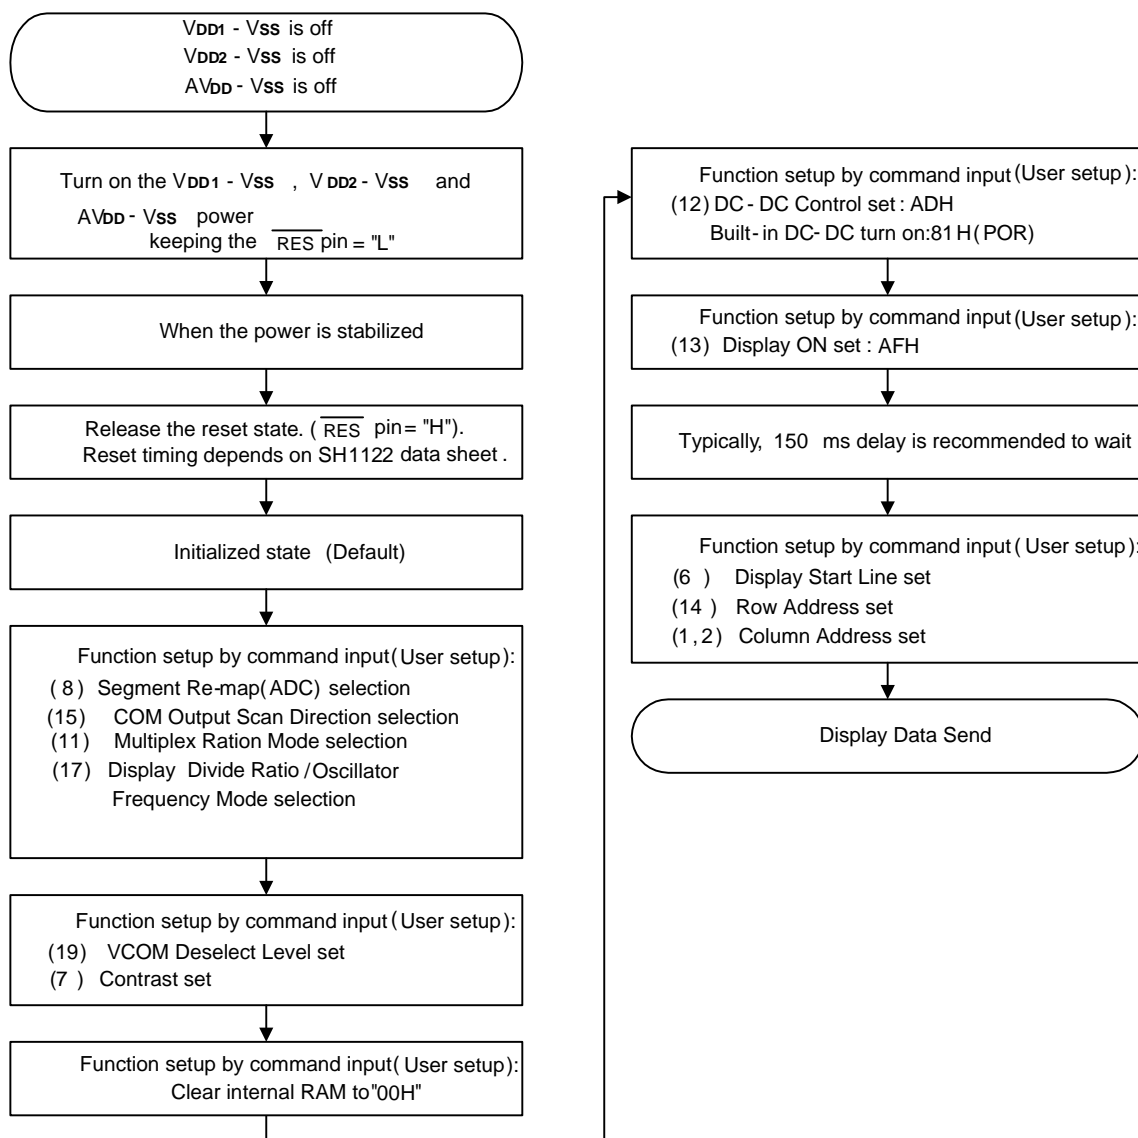 VDD1 - VSS is off
VDD2 - VSS is off
AVDD - VSS is off
Turn on the VDD1 - VSS , VDD2 - VSS and
AVDD - VSS power
keeping the RES pin = "L"
When the power is stabilized
Release the reset state. ( RES pin = "H").
Reset timing depends on SH1122 data sheet .
Initialized state (Default)
Function setup by command input(User setup):
( 8 ) Segment Re-map(ADC) selection
(15) COM Output Scan Direction selection
(11) Multiplex Ration Mode selection
(17) Display Divide Ratio /Oscillator
Frequency Mode selection
Function setup by command input (User setup):
(19) VCOM Deselect Level set
(7 ) Contrast set
Function setup by command input( User setup):
Clear internal RAM to"00H"
Function setup by command input (User setup):
(12) DC - DC Control set : ADH
Built-in DC- DC turn on:81H(POR)
Function setup by command input (User setup):
(13) Display ON set : AFH
Typically, 150 ms delay is recommended to wait
Function setup by command input ( User setup):
(6 ) Display Start Line set
(14 ) Row Address set
(1,2) Column Address set
Display Data Send